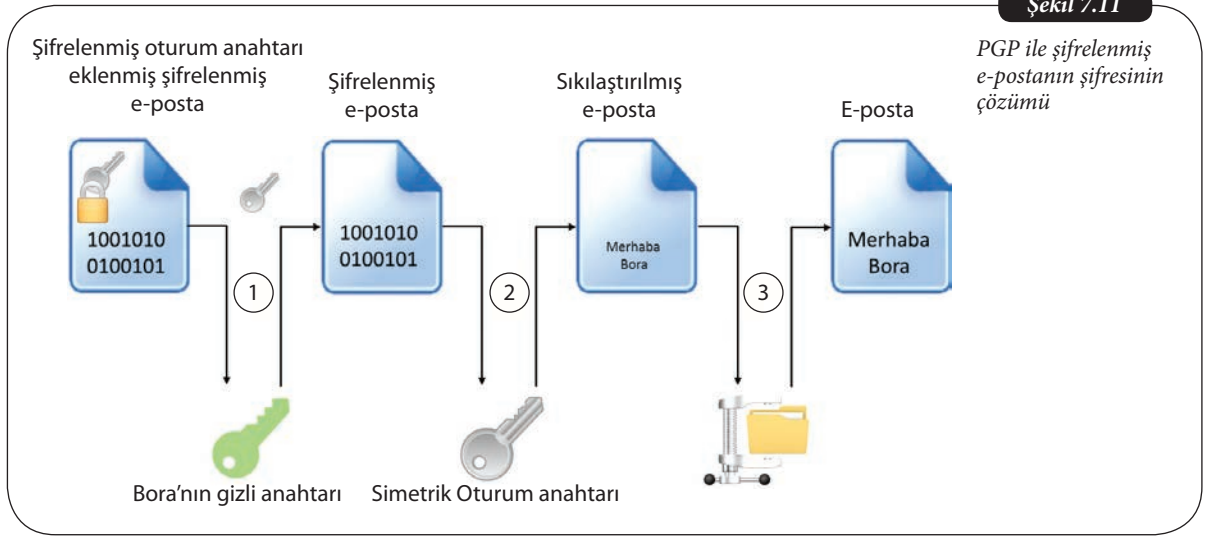 Şekil 7.11
PGP ile şifrelenmiş
e-postanın şifresinin
çözümü
Şifrelenmiş oturum anahtarı
eklenmiş şifrelenmiş
e-posta
Şifrelenmiş
e-posta
Sıkılaştırılmış
e-posta
E-posta
1001010
0100101
1001010
0100101
Merhaba
Bora
Merhaba
Bora
1
2
3
Bora’nın gizli anahtarı
Simetrik Oturum anahtarı